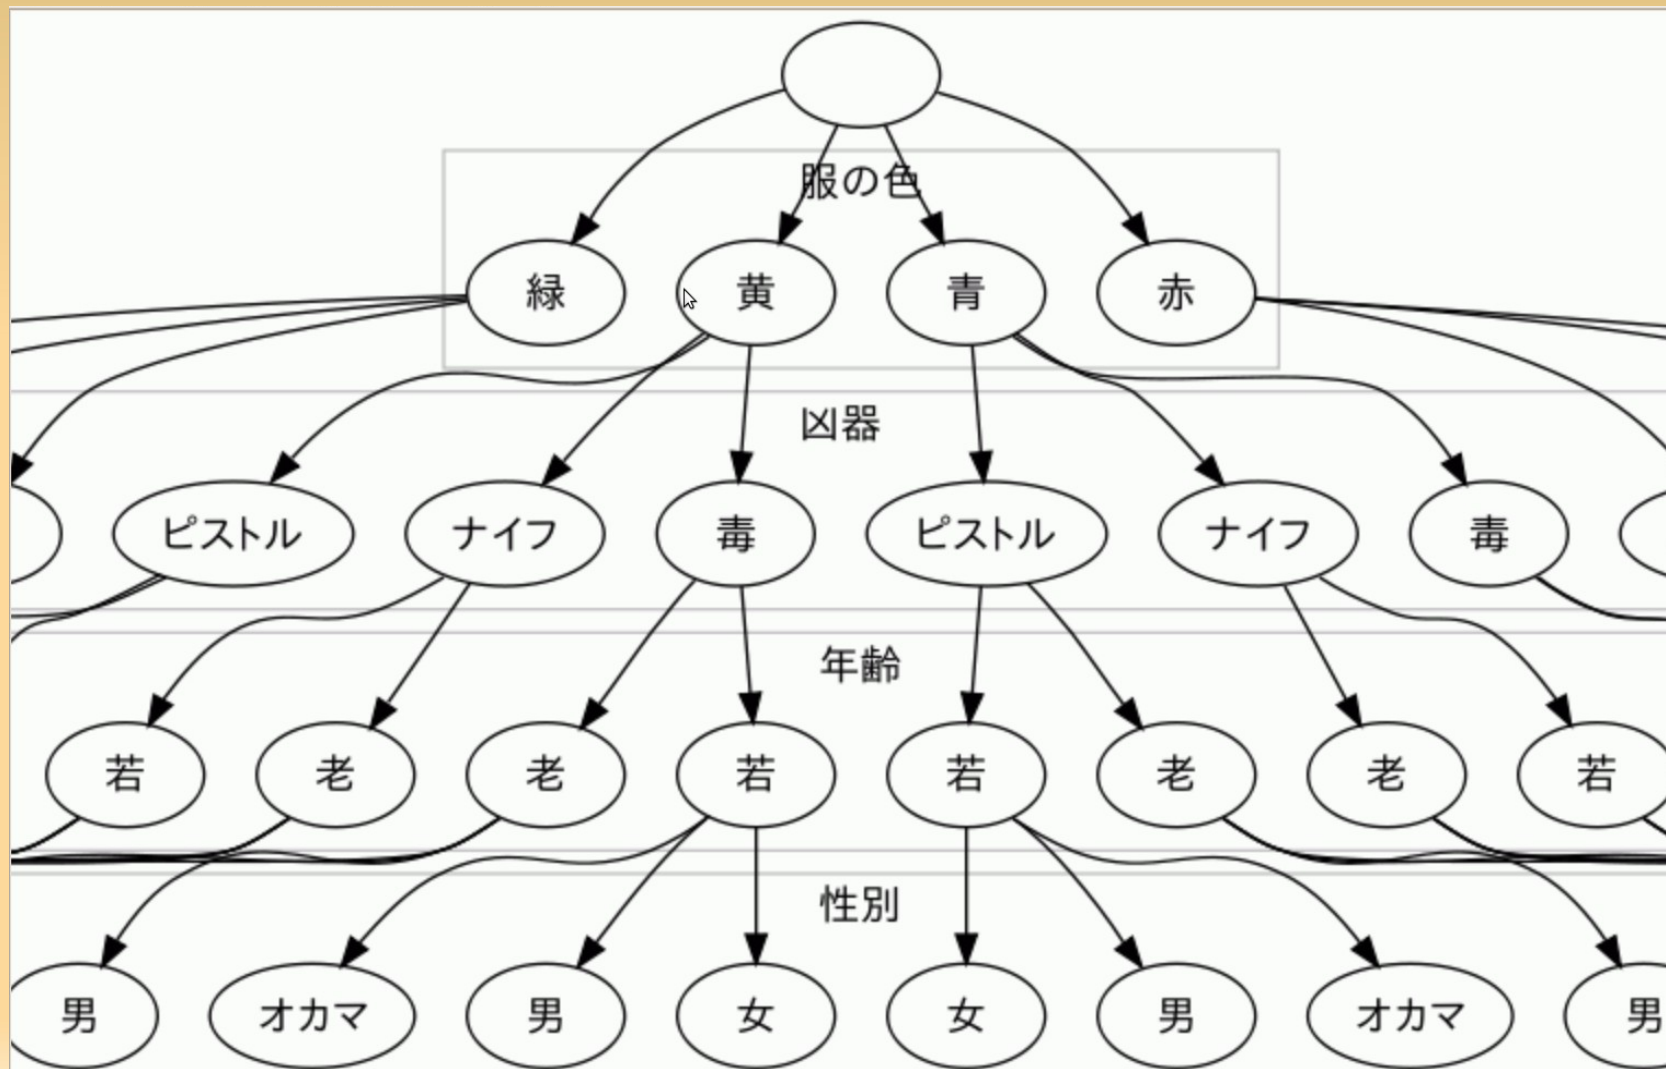 服の色
緑 黄 青 赤
凶器
ピストル ナイフ 毒 ピストル ナイフ 毒
年齢
若 老 老 若 若 老 老 若
性別
男 オカマ 男 女 女 男 オカマ 男